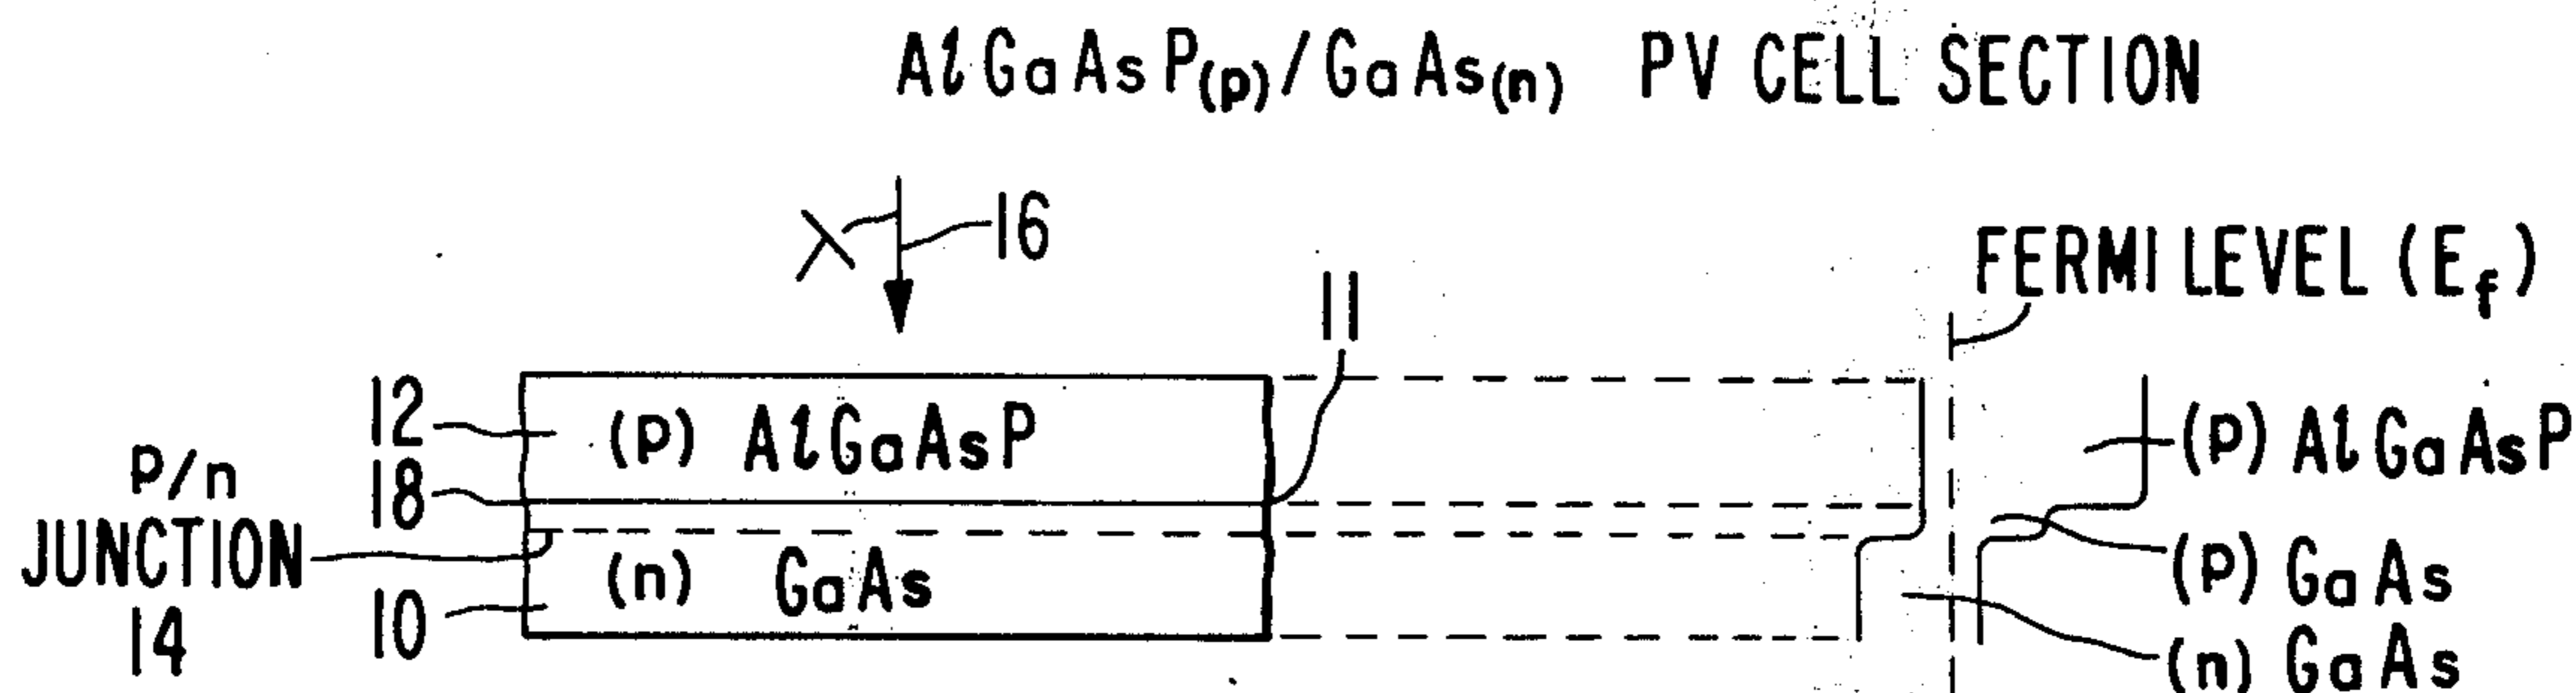 AlGaAsP(p)/GaAs(n) PV CELL SECTION
λ
16
11
FERMI LEVEL (Ef)
12
(p) AlGaAsP
(p) AlGaAsP
p/n
JUNCTION
14
18
10
(n) GaAs
(p) GaAs
(n) GaAs